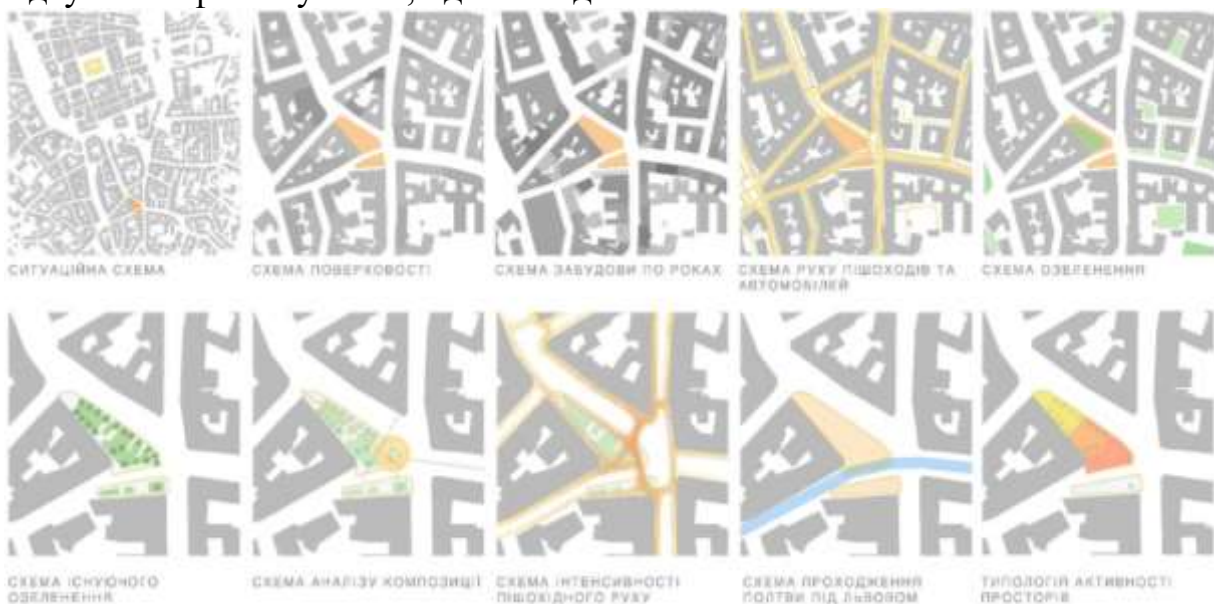 СИТУАЦІЙНА СХЕМА
СХЕМА ПОВЕРХОВОСТІ
СХЕМА ЗАБУДОВИ ПО РОКАХ
СХЕМА РУХУ ПІШОХОДІВ ТА
АВТОМОБІЛЕЙ
СХЕМА ОЗЕЛЕНЕННЯ
СХЕМА ІСНУЮЧОГО
ОЗЕЛЕНЕННЯ
СХЕМА АНАЛІЗУ КОМПОЗИЦІЇ
СХЕМА ІНТЕНСИВНОСТІ
ПІШОХІДНОГО РУХУ
СХЕМА ПРОХОДЖЕННЯ
ПОЛТВИ ПІД ЛЬВОВОМ
ТИПОЛОГІЯ АКТИВНОСТІ
ПРОСТОРІВ